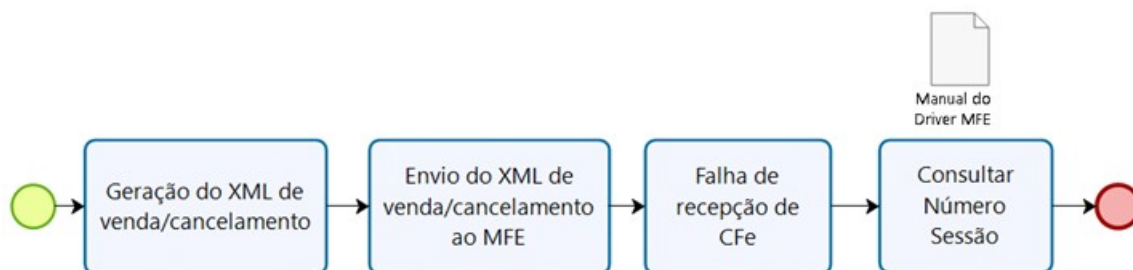 Manual do
Driver MFE
Geração do XML de
venda/cancelamento
Envio do XML de
venda/cancelamento
ao MFE
Falha de
recepção de
CFe
Consultar
Número
Sessão